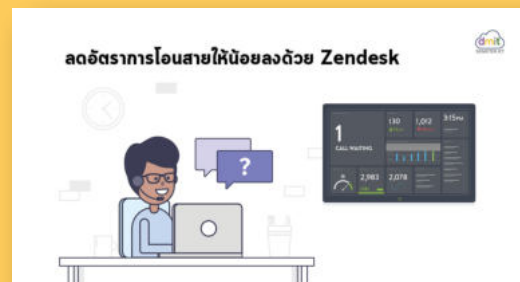 dmit
ลดอัตราการโอนสายให้น้อยลงด้วย Zendesk
?
130
1,012
3:15PM
1
CALL WAITING
2,983
2,078